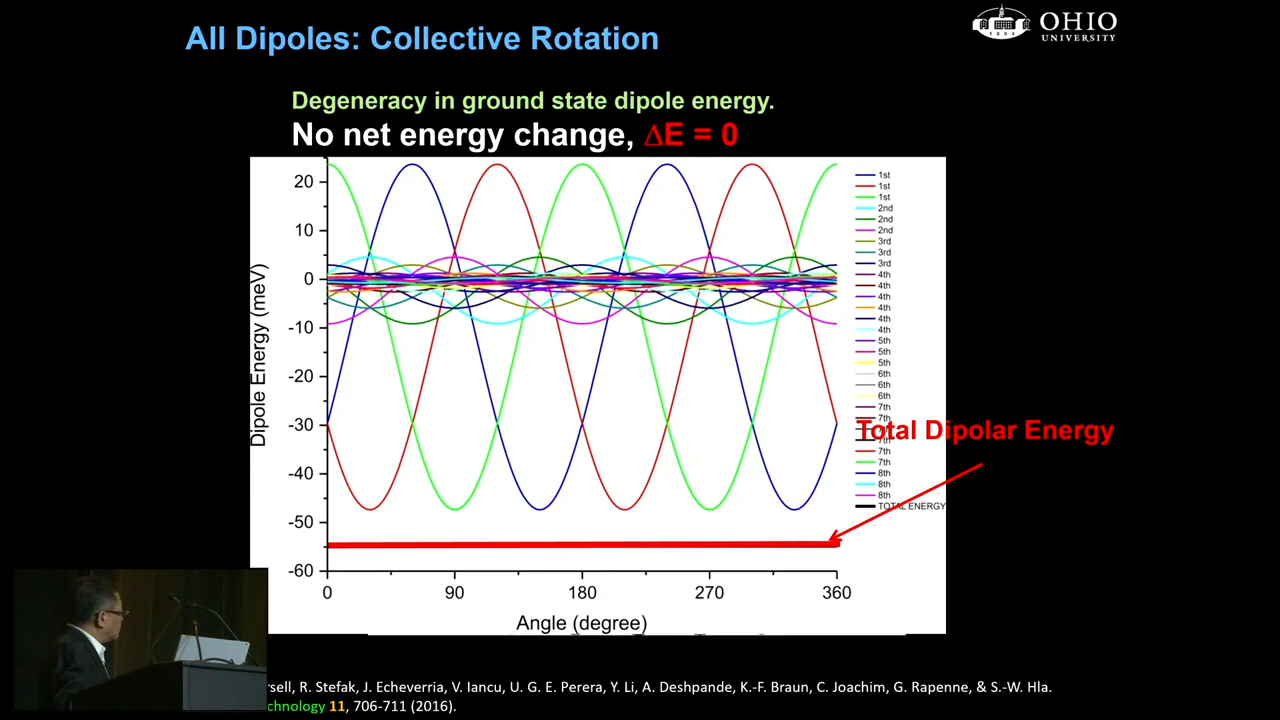 All Dipoles: Collective Rotation
OHIO
UNIVERSITY
Degeneracy in ground state dipole energy.
No net energy change, ΔE = 0
Dipole Energy (meV)
20
10
0
-10
-20
-30
-40
-50
-60
0 90 180 270 360
Angle (degree)
1st
1st
1st
2nd
2nd
2nd
3rd
3rd
3rd
4th
4th
4th
4th
4th
4th
5th
5th
5th
6th
6th
6th
7th
7th
7th
7th
7th
8th
8th
8th
TOTAL ENERGY
Total Dipolar Energy
rsell, R. Stefak, J. Echeverria, V. Iancu, U. G. E. Perera, Y. Li, A. Deshpande, K.-F. Braun, C. Joachim, G. Rapenne, & S.-W. Hla.
chnology 11, 706-711 (2016).